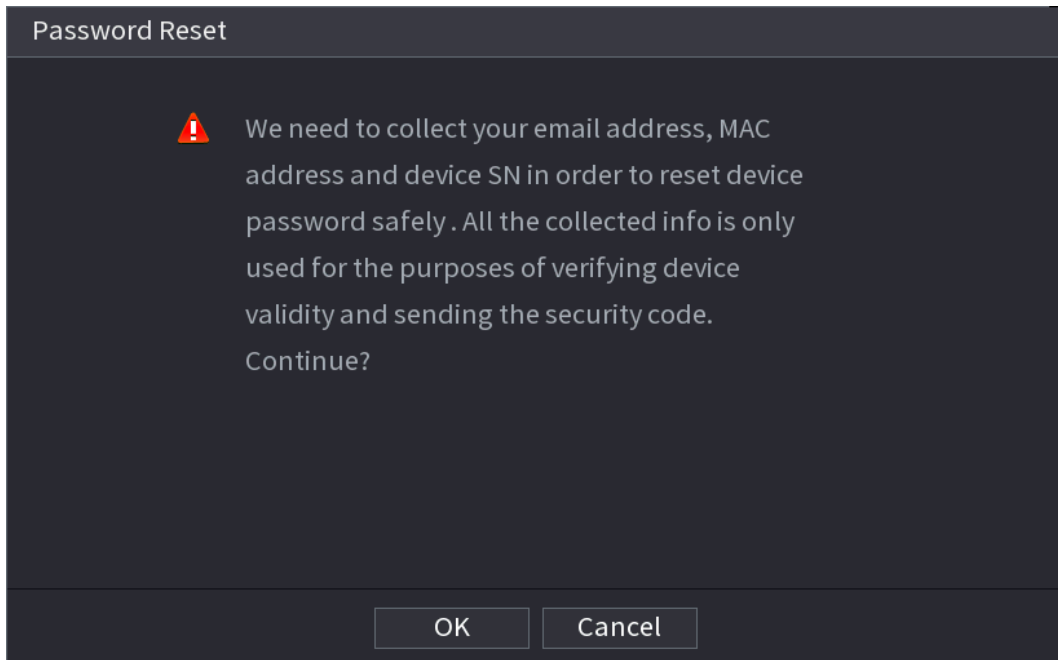 Password Reset
We need to collect your email address, MAC
address and device SN in order to reset device
password safely . All the collected info is only
used for the purposes of verifying device
validity and sending the security code.
Continue?
OK
Cancel